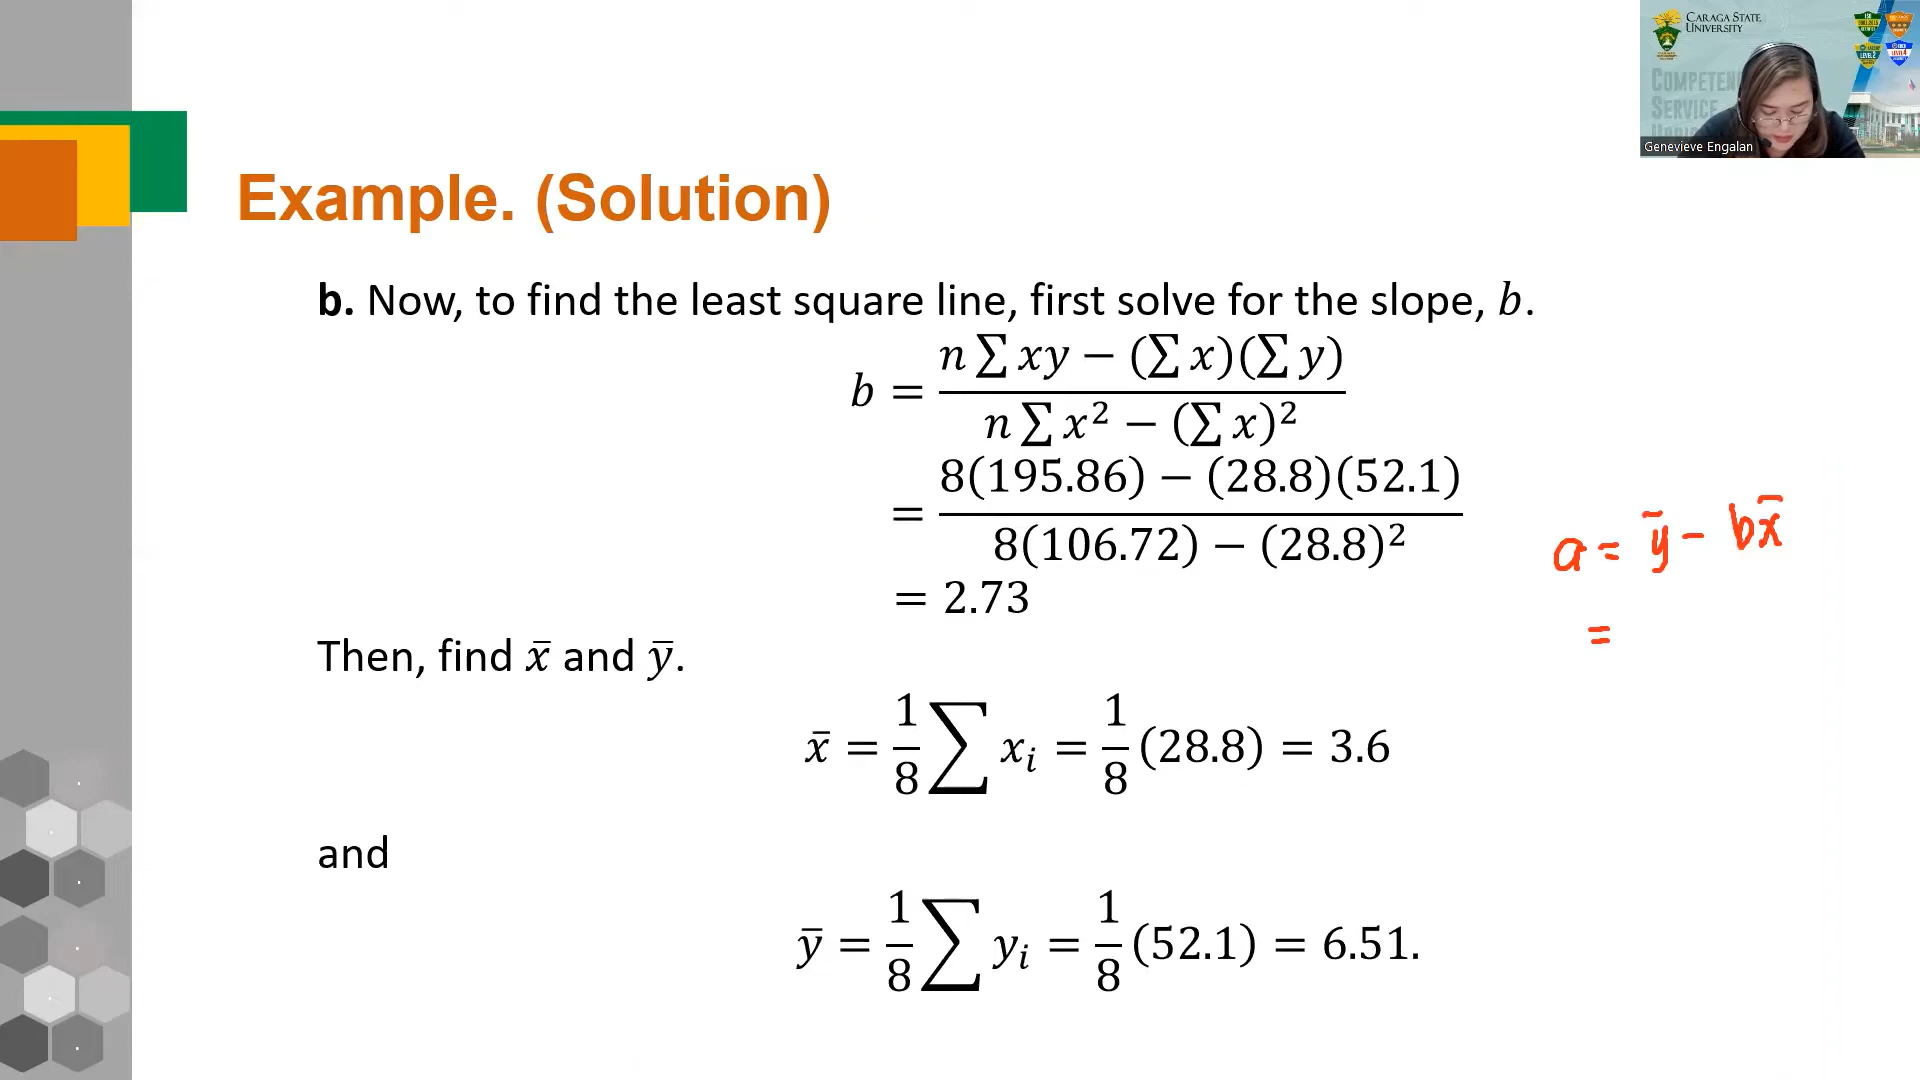 CARAGA STATE
UNIVERSITY
COMPETEN
SERVICE
Genevieve Engalan
Example. (Solution)
b. Now, to find the least square line, first solve for the slope, b.
b = (n ∑ xy − (∑ x)(∑ y)) / (n ∑ x² − (∑ x)²)
= (8(195.86) − (28.8)(52.1)) / (8(106.72) − (28.8)²)
= 2.73
a = y̅ − bx̅
=
Then, find x̅ and y̅.
x̅ = 1/8 ∑ xᵢ = 1/8 (28.8) = 3.6
and
y̅ = 1/8 ∑ yᵢ = 1/8 (52.1) = 6.51.